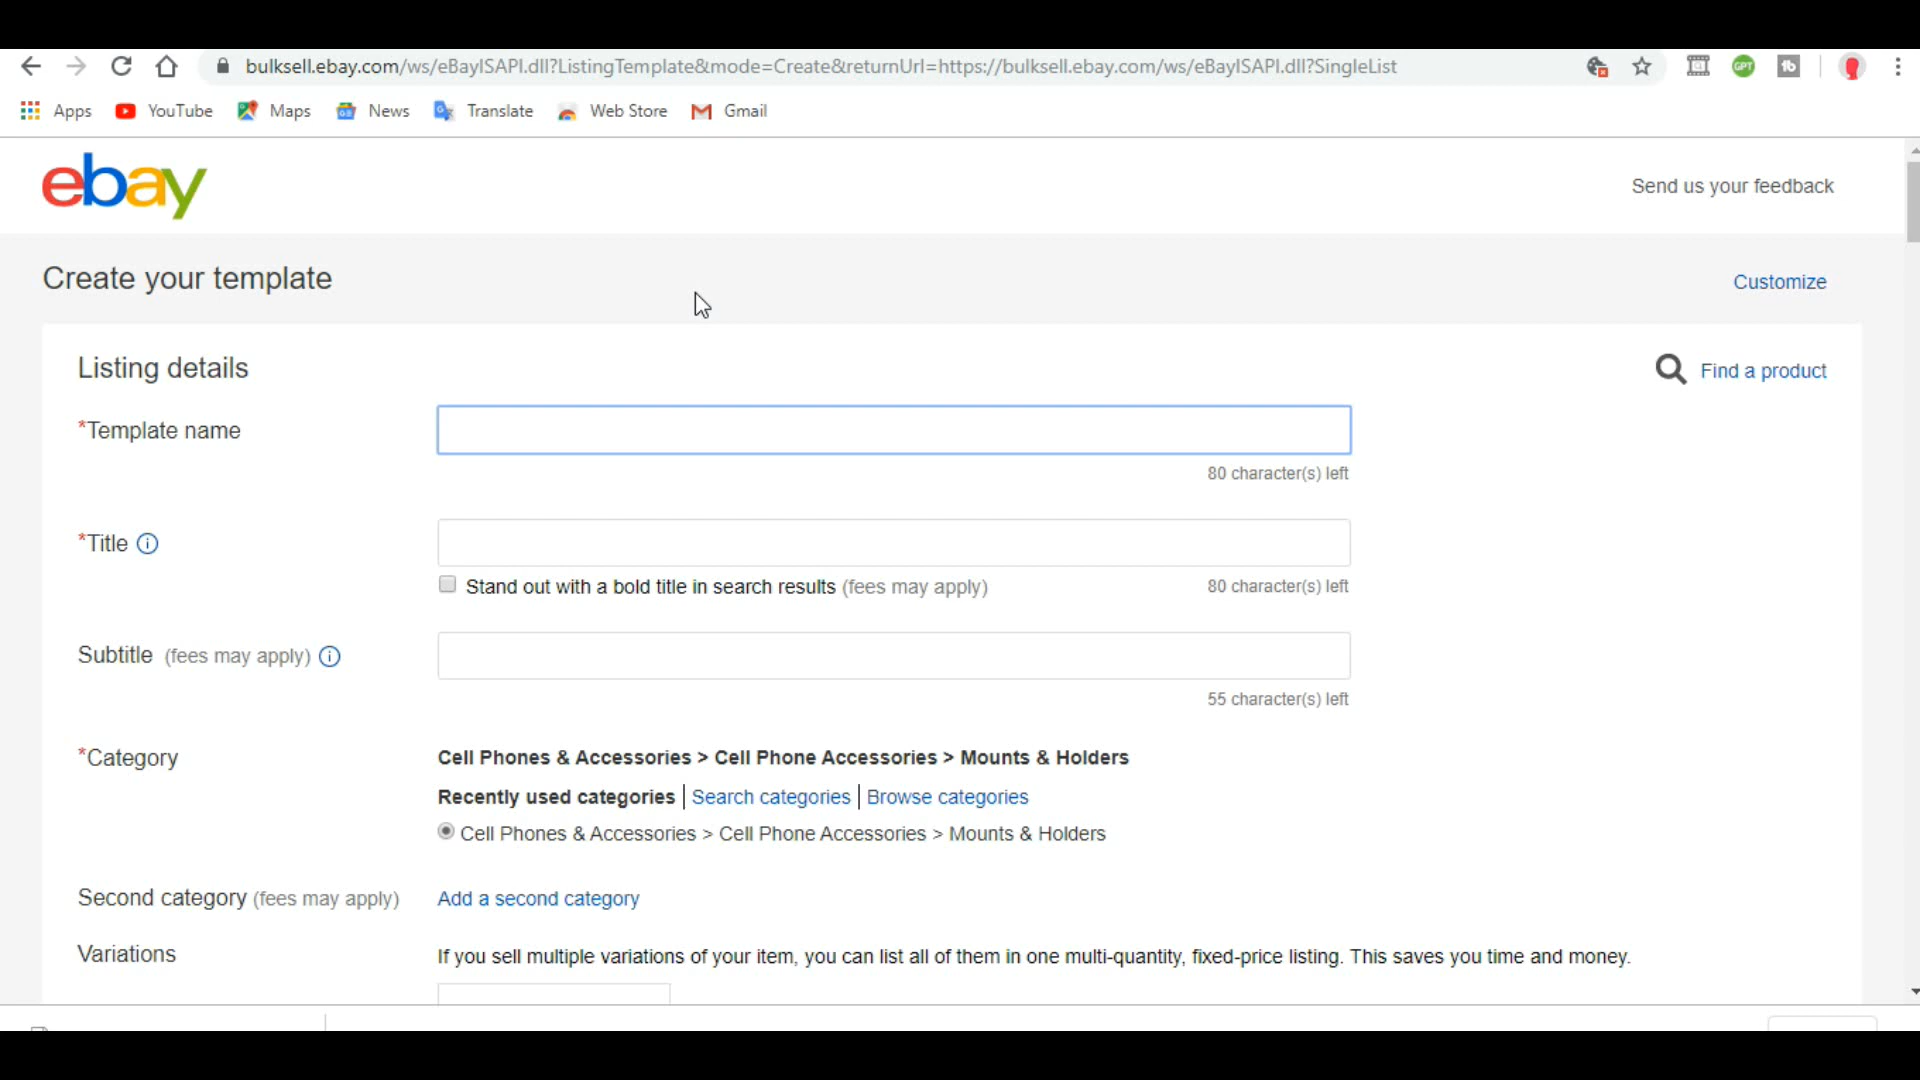 bulksell.ebay.com/ws/eBayISAPI.dll?ListingTemplate&mode=Create&returnUrl=https://bulksell.ebay.com/ws/eBayISAPI.dll?SingleList
GPT
Apps YouTube Maps News Translate Web Store Gmail
ebay
Send us your feedback
Create your template
Customize
Listing details
Find a product
*Template name
80 character(s) left
*Title
Stand out with a bold title in search results (fees may apply)
80 character(s) left
Subtitle (fees may apply)
55 character(s) left
*Category
Cell Phones & Accessories > Cell Phone Accessories > Mounts & Holders
Recently used categories | Search categories | Browse categories
Cell Phones & Accessories > Cell Phone Accessories > Mounts & Holders
Second category (fees may apply) Add a second category
Variations
If you sell multiple variations of your item, you can list all of them in one multi-quantity, fixed-price listing. This saves you time and money.